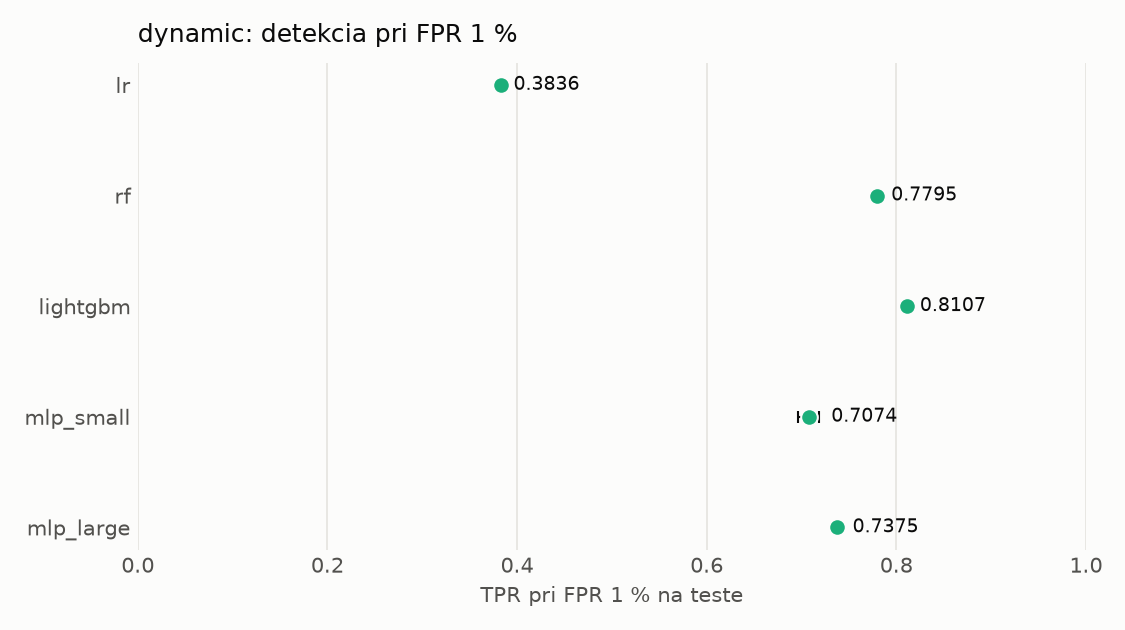 dynamic: detekcia pri FPR 1 %
lr
0.3836
rf
0.7795
lightgbm
0.8107
mlp_small
0.7074
mlp_large
0.7375
0.0
0.2
0.4
0.6
0.8
1.0
TPR pri FPR 1 % na teste